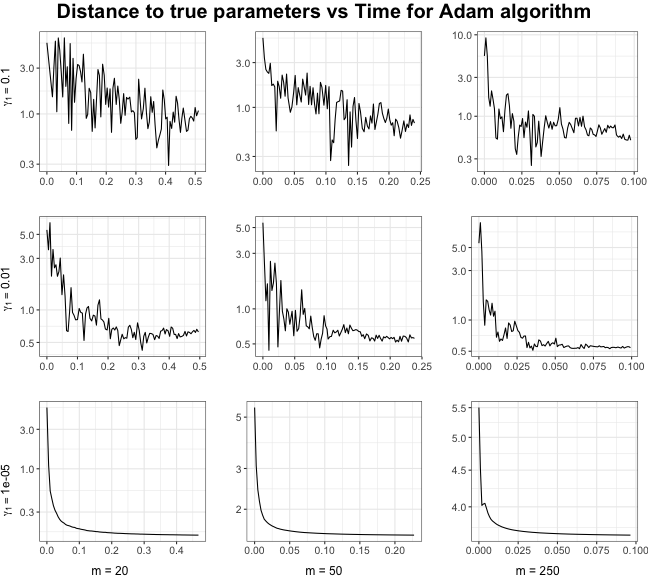 Distance to true parameters vs Time for Adam algorithm
γ₁ = 0.1
3.0
1.0
0.3
0.0 0.1 0.2 0.3 0.4 0.5
3.0
1.0
0.3
0.00 0.05 0.10 0.15 0.20 0.25
10.0
3.0
1.0
0.3
0.000 0.025 0.050 0.075 0.100
γ₁ = 0.01
5.0
3.0
1.0
0.5
0.0 0.1 0.2 0.3 0.4 0.5
5.0
3.0
1.0
0.5
0.00 0.05 0.10 0.15 0.20 0.25
5.0
3.0
1.0
0.5
0.000 0.025 0.050 0.075 0.100
γ₁ = 1e-05
3.0
1.0
0.3
0.0 0.1 0.2 0.3 0.4
5
3
2
0.00 0.05 0.10 0.15 0.20
5.5
5.0
4.5
4.0
0.000 0.025 0.050 0.075 0.100
m = 20
m = 50
m = 250